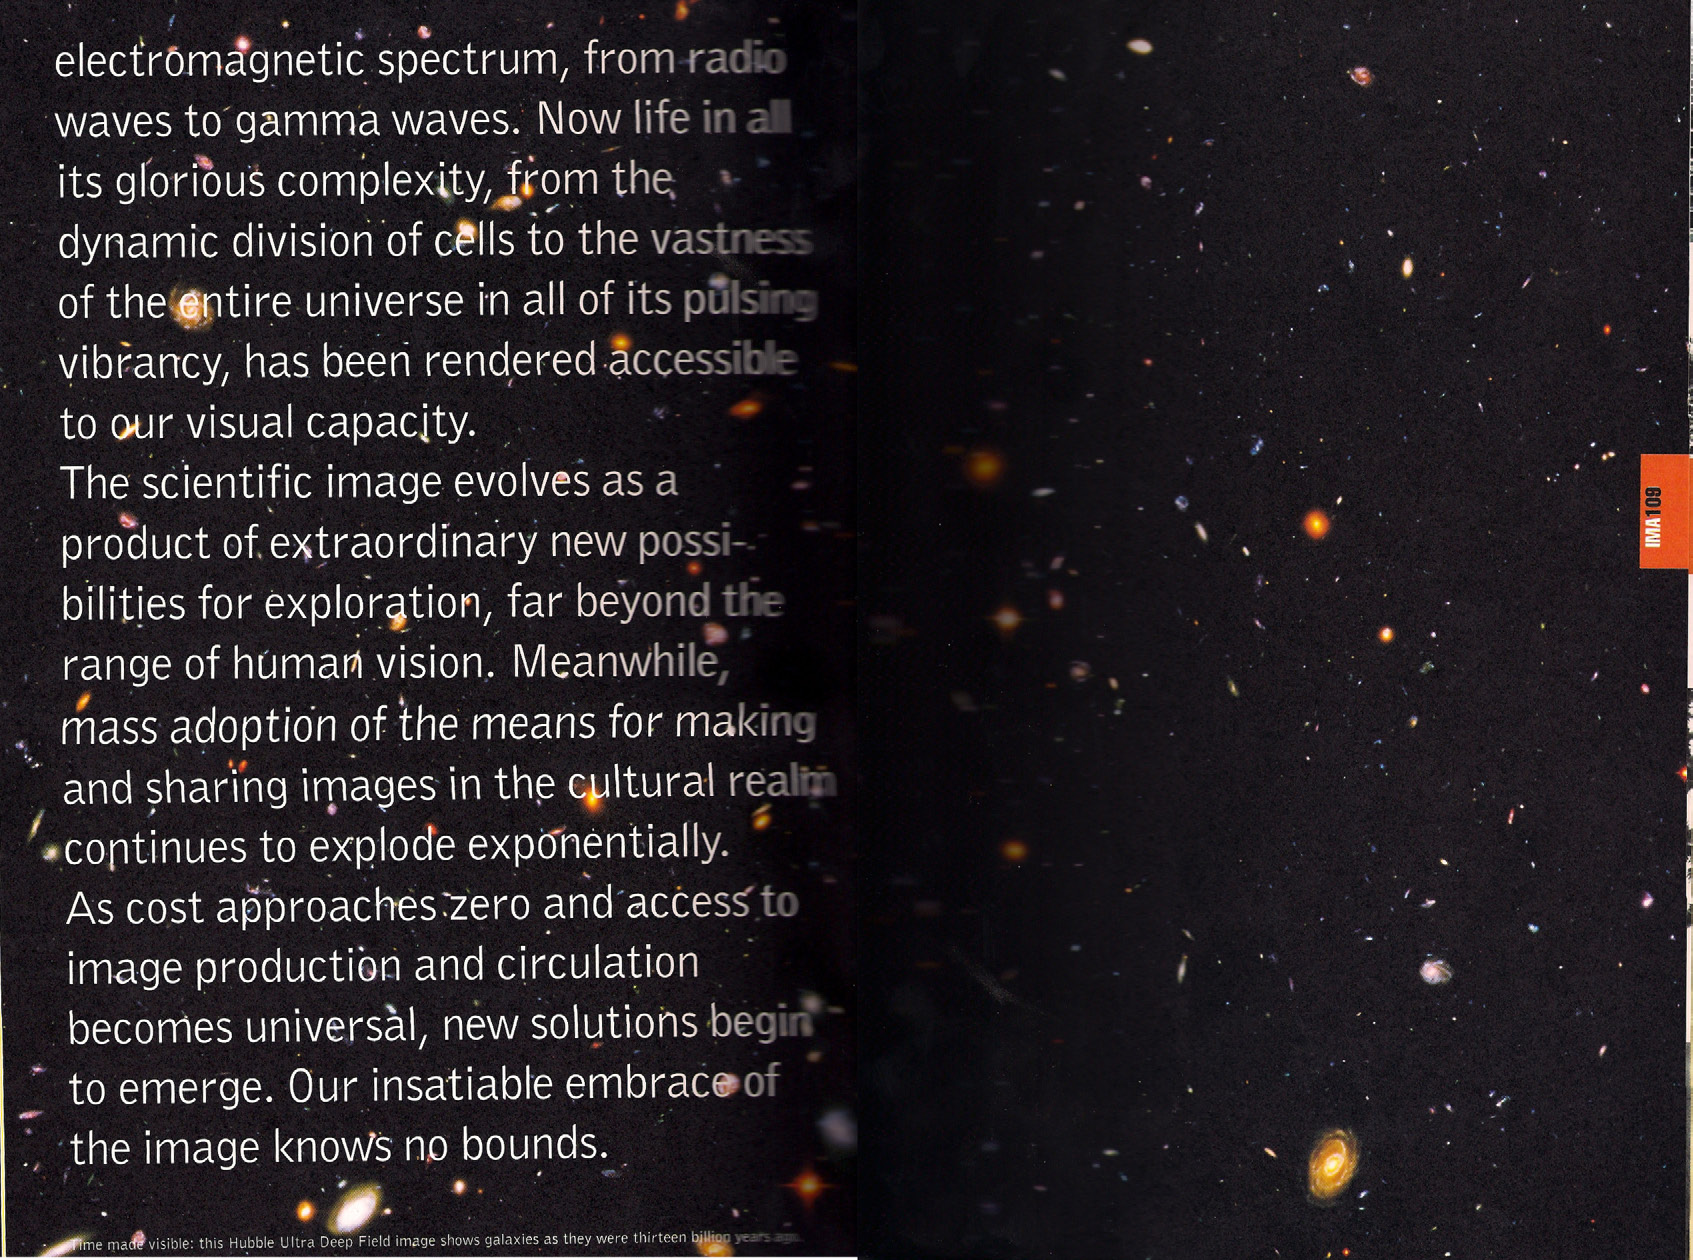 electromagnetic spectrum, from radio
waves to gamma waves. Now life in all
its glorious complexity, from the
dynamic division of cells to the vastness
of the entire universe in all of its pulsing
vibrancy, has been rendered accessible
to our visual capacity.
The scientific image evolves as a
product of extraordinary new possi-
bilities for exploration, far beyond the
range of human vision. Meanwhile,
mass adoption of the means for making
and sharing images in the cultural realm
continues to explode exponentially.
As cost approaches zero and access to
image production and circulation
becomes universal, new solutions begin
to emerge. Our insatiable embrace of
the image knows no bounds.
Time made visible: this Hubble Ultra Deep Field image shows galaxies as they were thirteen billion years ago.
IMA109